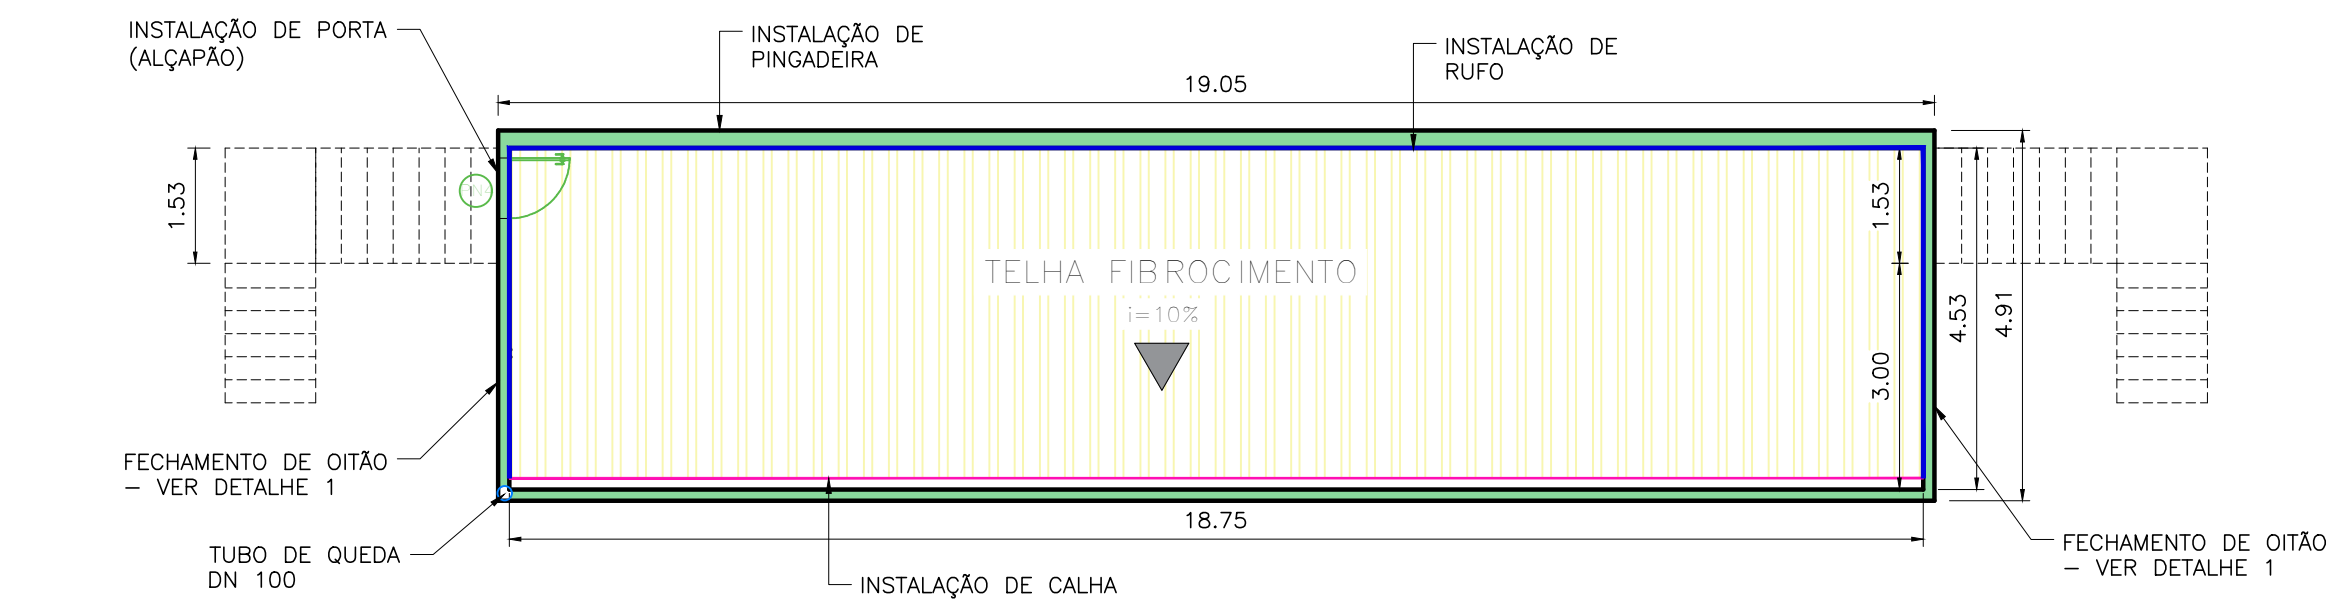 INSTALAÇÃO DE PORTA
(ALÇAPÃO)
INSTALAÇÃO DE
PINGADEIRA
INSTALAÇÃO DE
RUFO
19.05
1.53
1.53
TELHA FIBROCIMENTO
i=10%
4.53
4.91
3.00
FECHAMENTO DE OITÃO
– VER DETALHE 1
18.75
TUBO DE QUEDA
DN 100
INSTALAÇÃO DE CALHA
FECHAMENTO DE OITÃO
– VER DETALHE 1